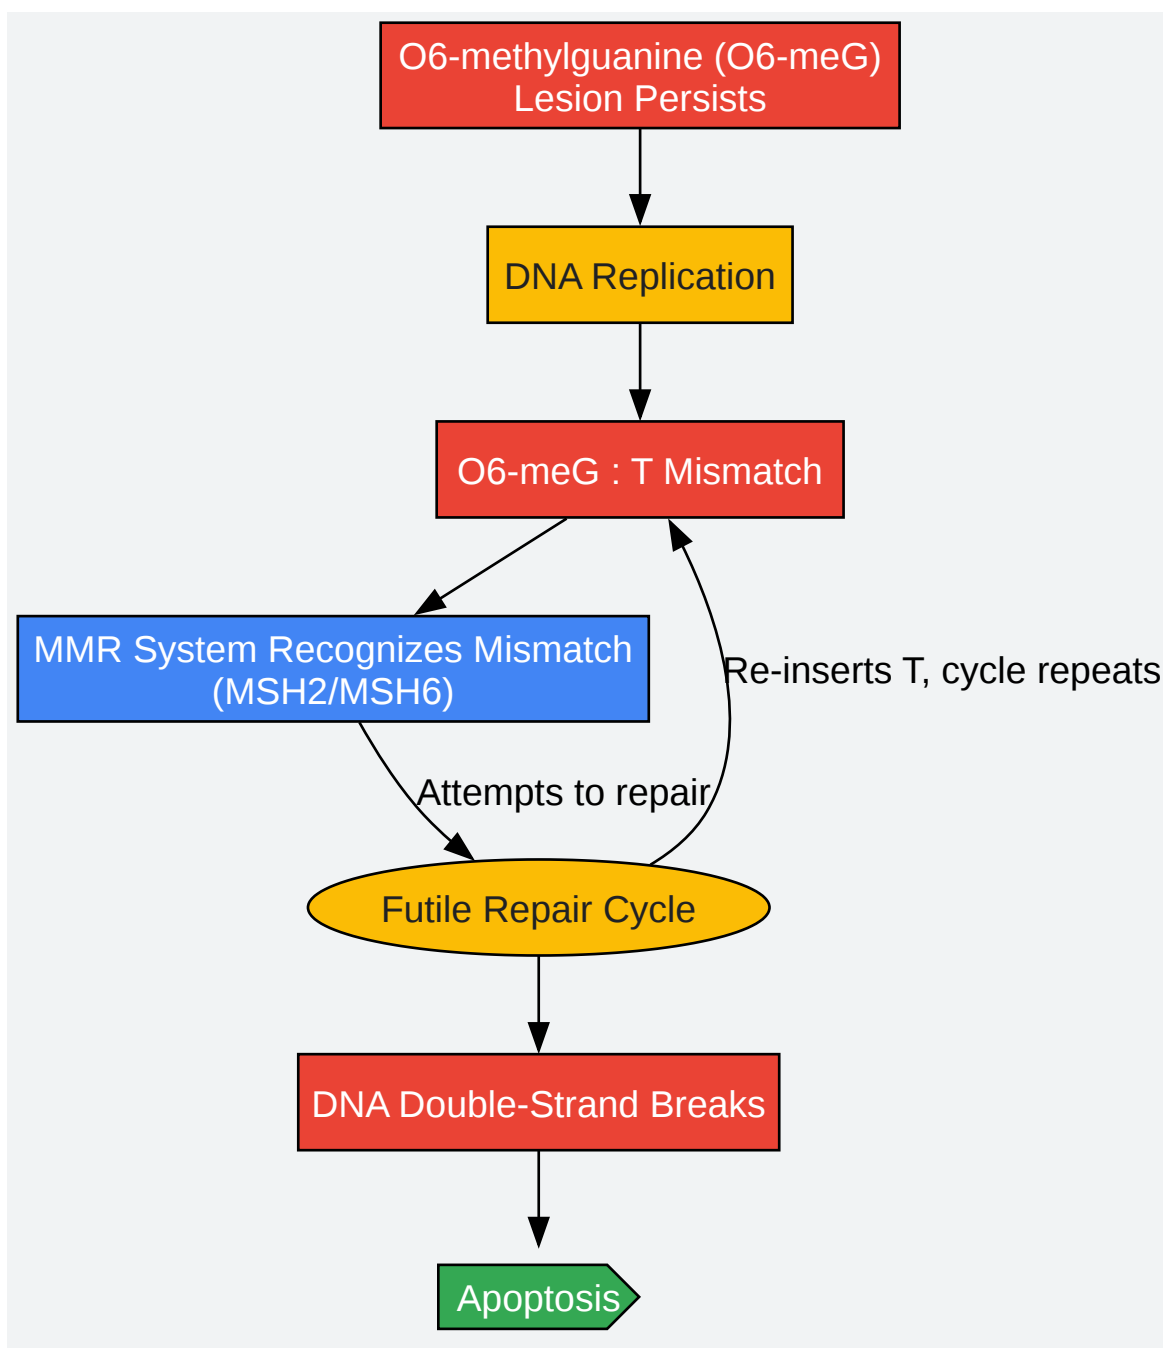 O6-methylguanine (O6-meG)
Lesion Persists
DNA Replication
O6-meG : T Mismatch
MMR System Recognizes Mismatch
(MSH2/MSH6)
Re-inserts T, cycle repeats
Attempts to repair
Futile Repair Cycle
DNA Double-Strand Breaks
Apoptosis